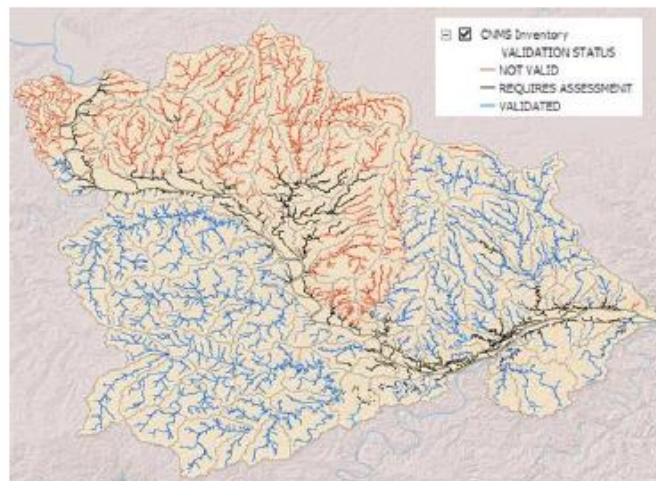 CNMS Inventory
VALIDATION STATUS
NOT VALID
REQUIRES ASSESSMENT
VALIDATED